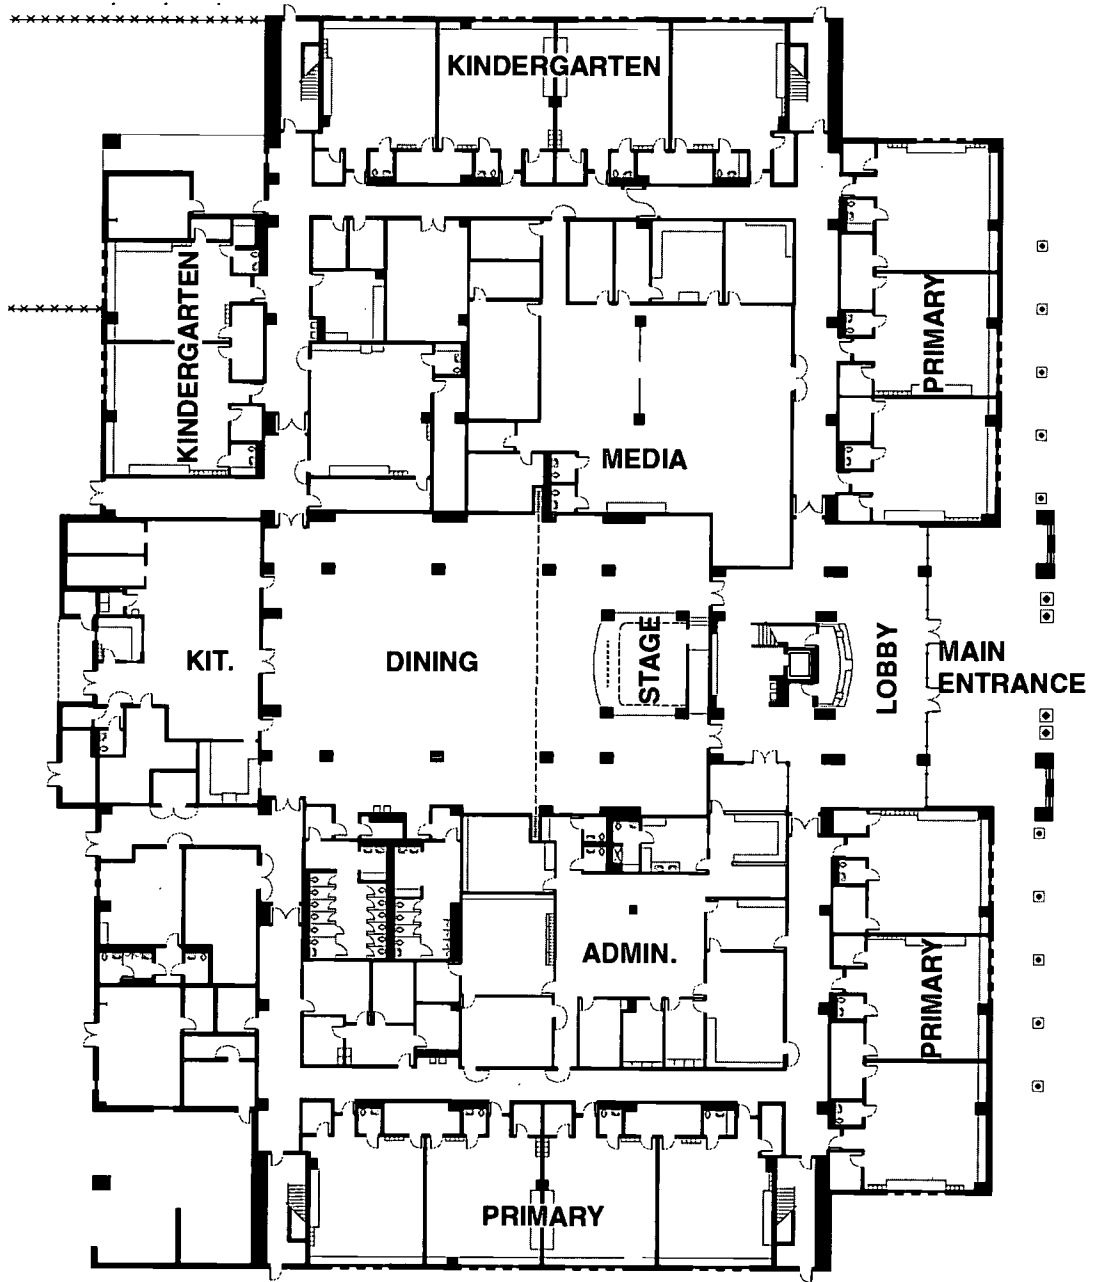 KINDERGARTEN
KINDERGARTEN
PRIMARY
MEDIA
KIT.
DINING
STAGE
LOBBY
MAIN
ENTRANCE
ADMIN.
PRIMARY
PRIMARY